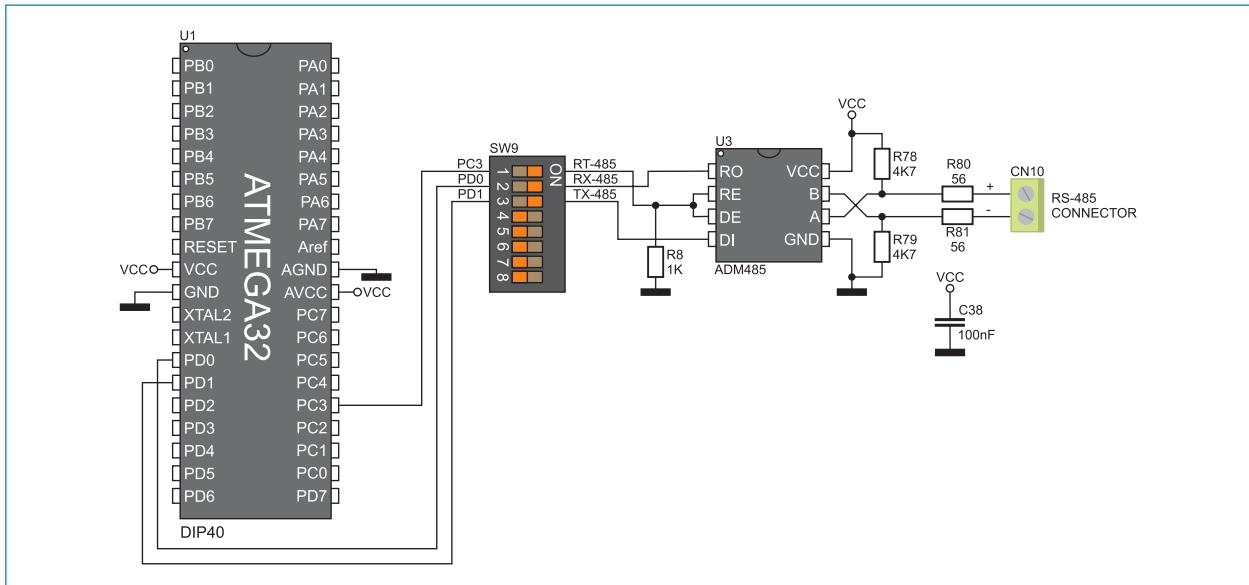 U1
PB0
PB1
PB2
PB3
PB4
PB5
PB6
PB7
RESET
VCC
GND
XTAL2
XTAL1
PD0
PD1
PD2
PD3
PD4
PD5
PD6
ATMEGA32
PA0
PA1
PA2
PA3
PA4
PA5
PA6
PA7
Aref
AGND
AVCC
PC7
PC6
PC5
PC4
PC3
PC2
PC1
PC0
PD7
DIP40
VCC
VCC
PC3
PD0
PD1
SW9
ON
1
2
3
4
5
6
7
8
RT-485
RX-485
TX-485
R8
1K
U3
RO
RE
DE
DI
VCC
B
A
GND
ADM485
VCC
R78
4K7
R79
4K7
R80
56
R81
56
+
-
CN10
RS-485
CONNECTOR
VCC
C38
100nF